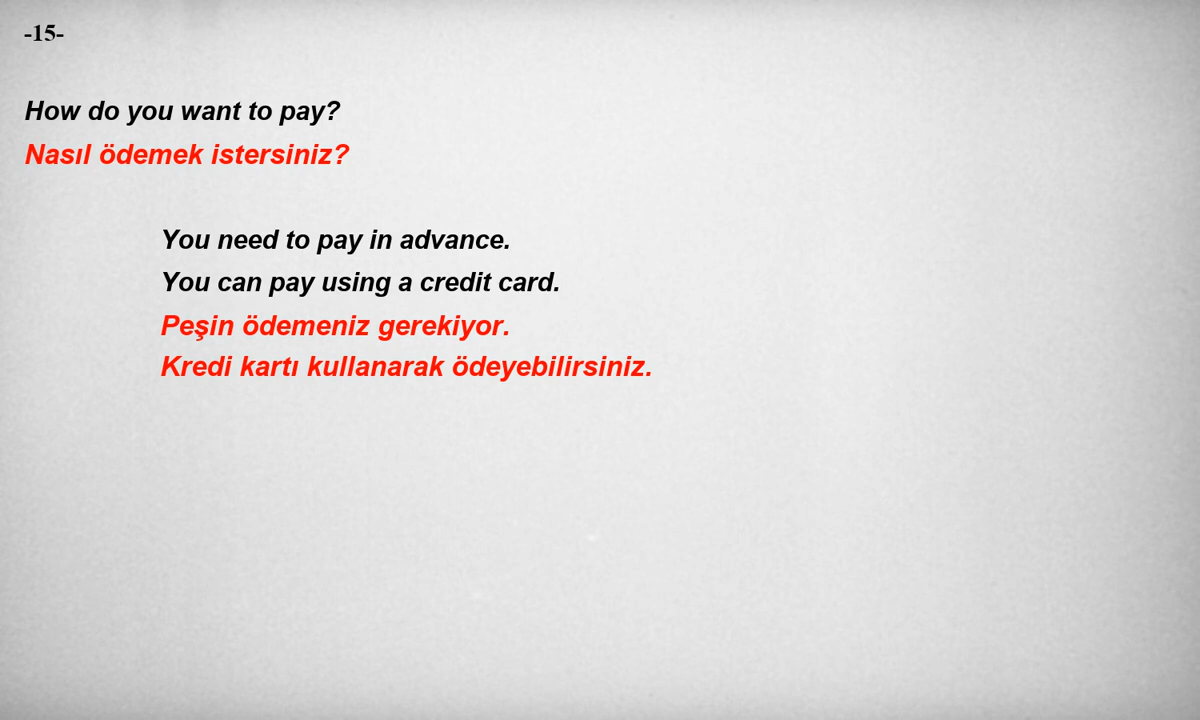 -15-
How do you want to pay?
Nasıl ödemek istersiniz?
You need to pay in advance.
You can pay using a credit card.
Peşin ödemeniz gerekiyor.
Kredi kartı kullanarak ödeyebilirsiniz.